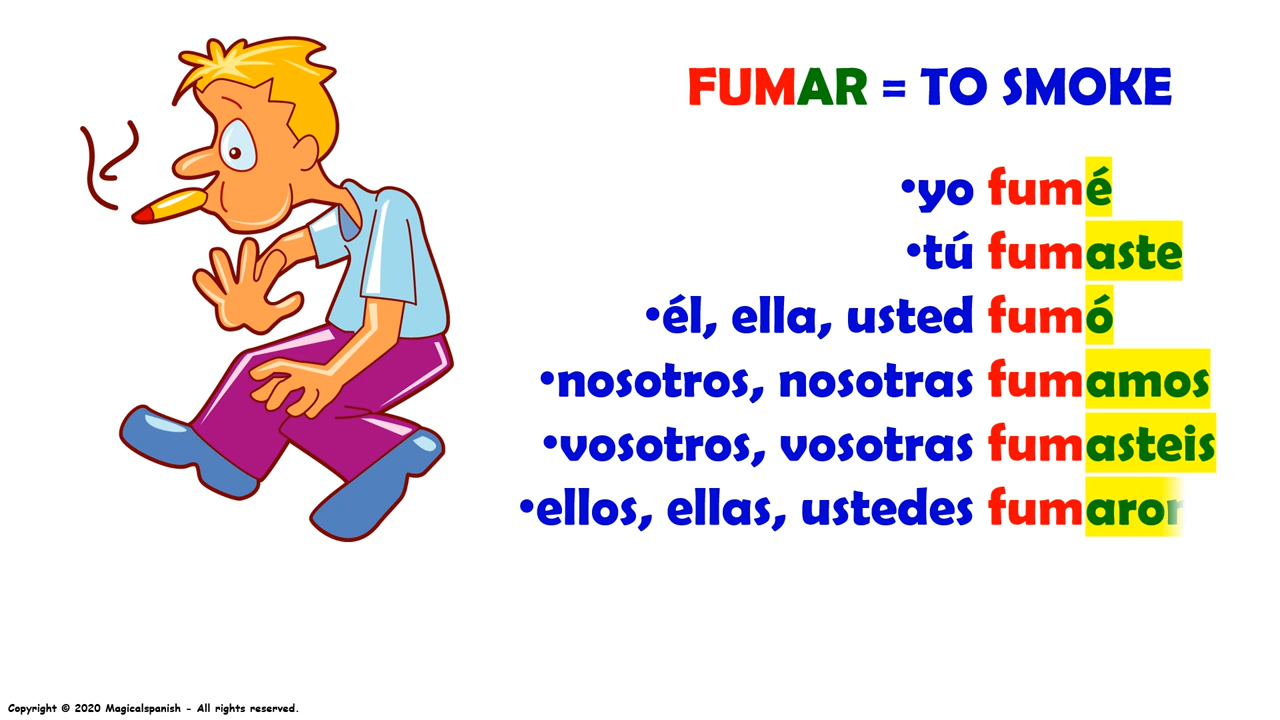 FUMAR = TO SMOKE
•yo fumé
•tú fumaste
•él, ella, usted fumó
•nosotros, nosotras fumamos
•vosotros, vosotras fumasteis
•ellos, ellas, ustedes fumaron
Copyright © 2020 Magicalspanish - All rights reserved.